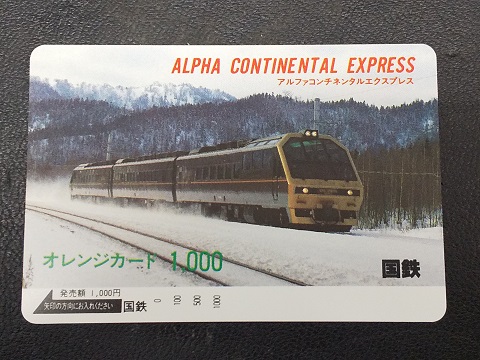 ALPHA CONTINENTAL EXPRESS
アルファコンチネンタルエクスプレス
オレンジカード 1,000
国鉄
発売額 1,000円
矢印の方向にお入れください 国鉄 0 100 500 1000